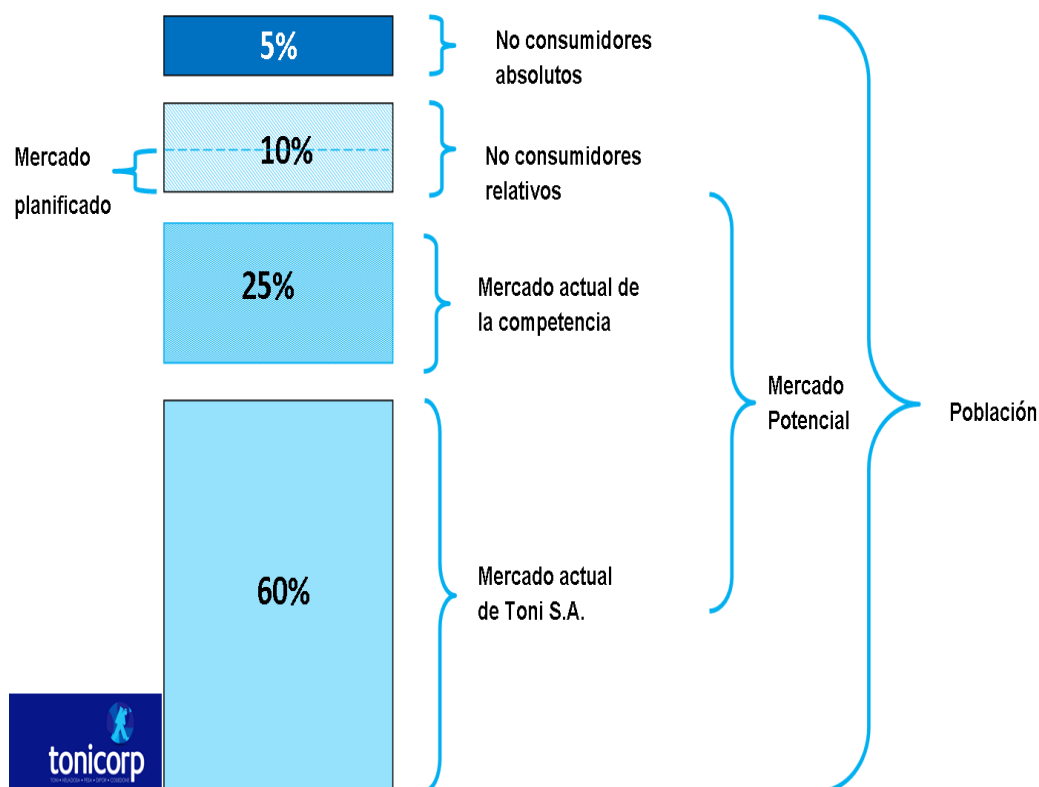 5%
No consumidores
absolutos
Mercado
planificado
10%
No consumidores
relativos
25%
Mercado actual de
la competencia
Mercado
Potencial
Población
60%
Mercado actual
de Toni S.A.
tonicorp